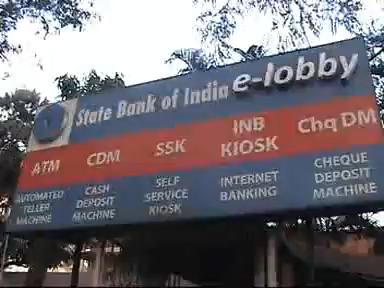 State Bank of India e-lobby
ATM CDM SSK INB KIOSK Chq DM
AUTOMATED TELLER MACHINE CASH DEPOSIT MACHINE SELF SERVICE KIOSK INTERNET BANKING CHEQUE DEPOSIT MACHINE